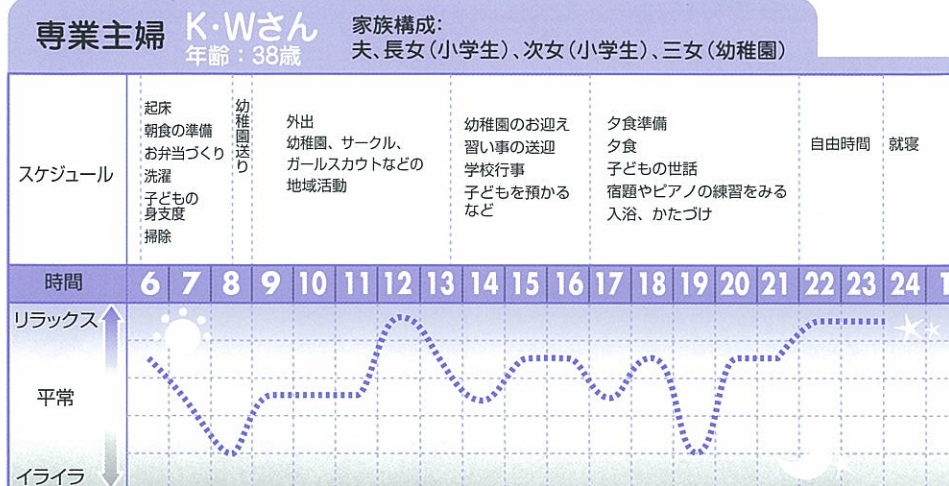 専業主婦 K・Wさん
年齢：38歳
家族構成：
夫、長女（小学生）、次女（小学生）、三女（幼稚園）
スケジュール
起床
朝食の準備
お弁当づくり
洗濯
子どもの
身支度
掃除
幼稚園送り
外出
幼稚園、サークル、
ガールスカウトなどの
地域活動
幼稚園のお迎え
習い事の送迎
学校行事
子どもを預かる
など
夕食準備
夕食
子どもの世話
宿題やピアノの練習をみる
入浴、かたづけ
自由時間
就寝
時間 6 7 8 9 10 11 12 13 14 15 16 17 18 19 20 21 22 23 24 1
リラックス
平常
イライラ